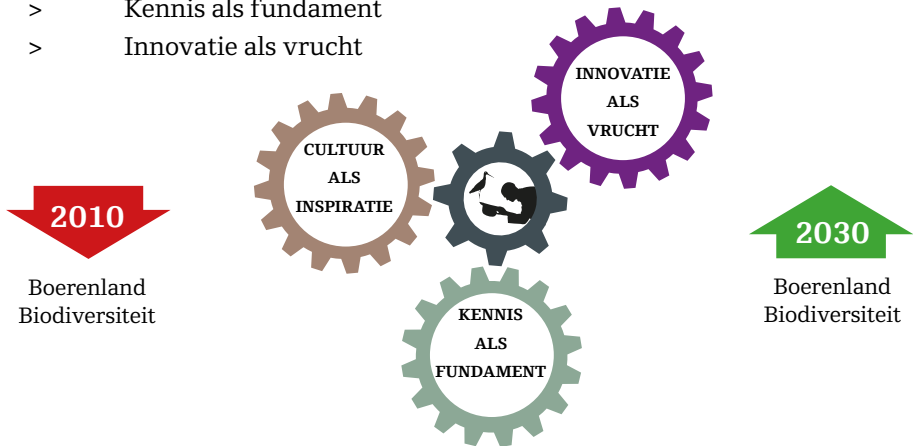 > Kennis als fundament
> Innovatie als vrucht
INNOVATIE
ALS
VRUCHT
CULTUUR
ALS
INSPIRATIE
2010
Boerenland
Biodiversiteit
2030
Boerenland
Biodiversiteit
KENNIS
ALS
FUNDAMENT